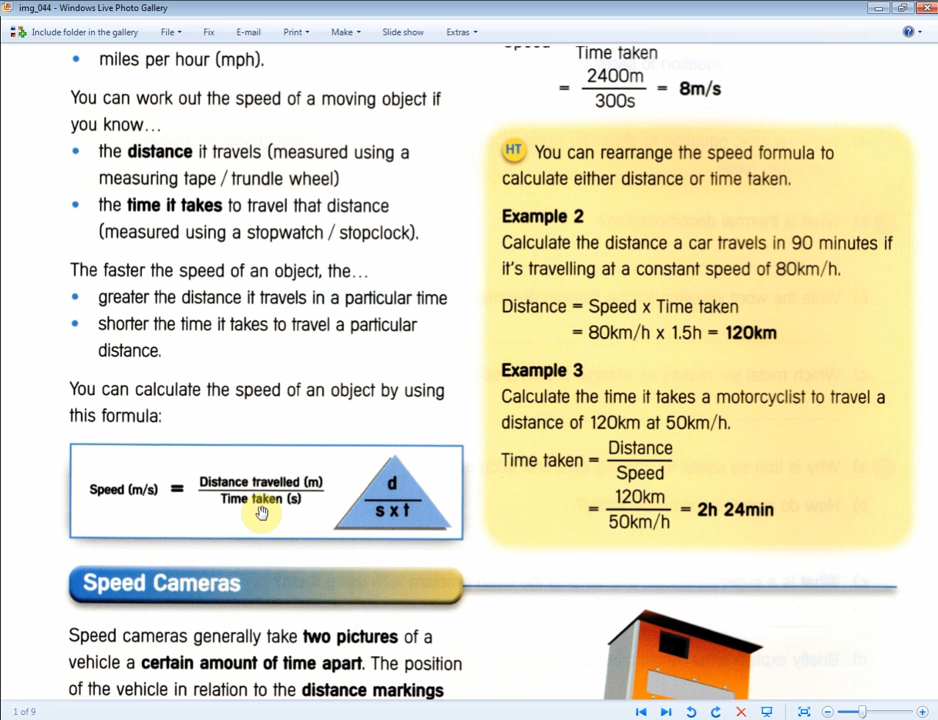 img_044 - Windows Live Photo Gallery
Include folder in the gallery File Fix E-mail Print Make Slide show Extras
• miles per hour (mph).
You can work out the speed of a moving object if
you know…
• the distance it travels (measured using a
measuring tape / trundle wheel)
• the time it takes to travel that distance
(measured using a stopwatch / stopclock).
The faster the speed of an object, the…
• greater the distance it travels in a particular time
• shorter the time it takes to travel a particular
distance.
You can calculate the speed of an object by using
this formula:
Speed (m/s) = Distance travelled (m)
Time taken (s)
d
s x t
Speed Cameras
Speed cameras generally take two pictures of a
vehicle a certain amount of time apart. The position
of the vehicle in relation to the distance markings
Time taken
= 2400m = 8m/s
300s
HT You can rearrange the speed formula to
calculate either distance or time taken.
Example 2
Calculate the distance a car travels in 90 minutes if
it's travelling at a constant speed of 80km/h.
Distance = Speed x Time taken
= 80km/h x 1.5h = 120km
Example 3
Calculate the time it takes a motorcyclist to travel a
distance of 120km at 50km/h.
Time taken = Distance
Speed
= 120km = 2h 24min
50km/h
1 of 9